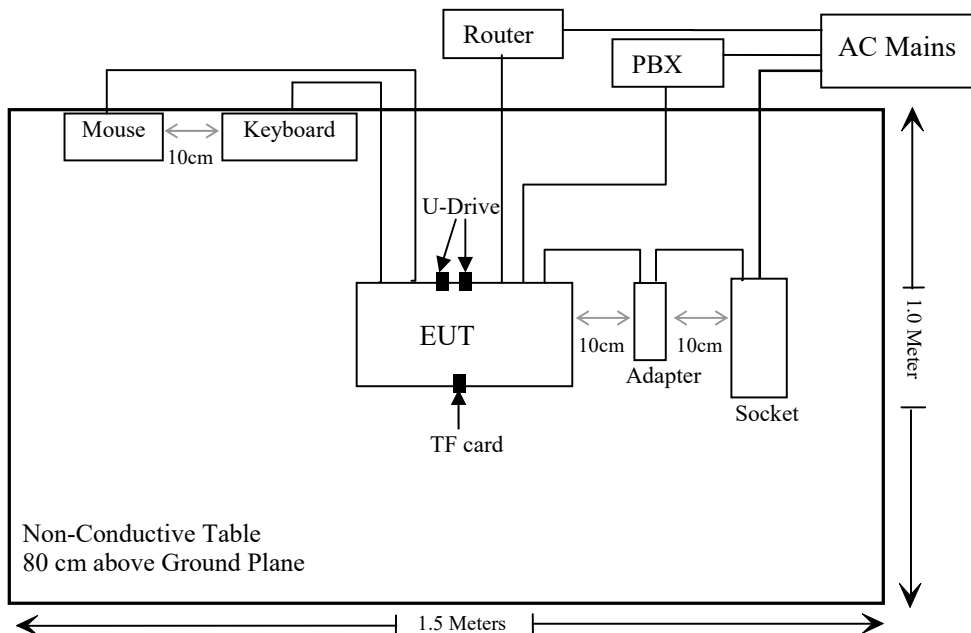 Router
AC Mains
PBX
Mouse
Keyboard
10cm
U-Drive
EUT
10cm
10cm
Adapter
Socket
1.0 Meter
TF card
Non-Conductive Table
80 cm above Ground Plane
1.5 Meters